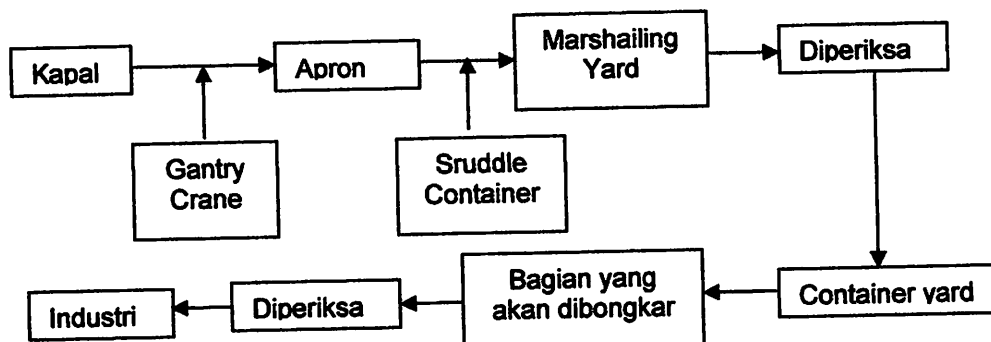 Kapal
Apron
Marshailing
Yard
Diperiksa
Gantry
Crane
Sruddle
Container
Industri
Diperiksa
Bagian yang
akan dibongkar
Container yard